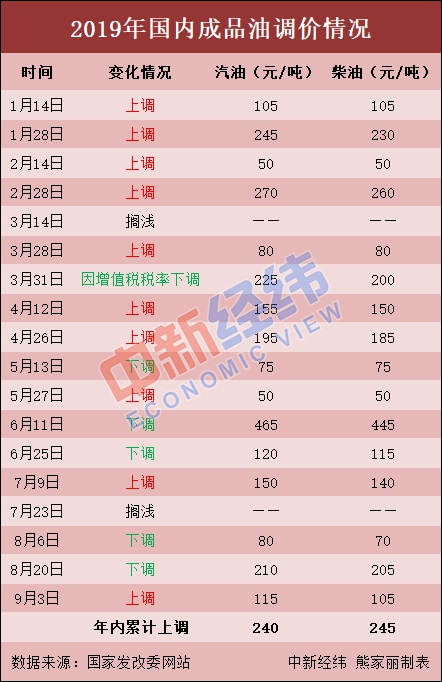 2019年国内成品油调价情况
时间 变化情况 汽油（元/吨） 柴油（元/吨）
1月14日 上调 105 105
1月28日 上调 245 230
2月14日 上调 50 50
2月28日 上调 270 260
3月14日 搁浅 —— ——
3月28日 上调 80 80
3月31日 因增值税税率下调 225 200
4月12日 上调 155 150
4月26日 上调 195 185
5月13日 下调 75 75
5月27日 上调 50 50
6月11日 下调 465 445
6月25日 下调 120 115
7月9日 上调 150 140
7月23日 搁浅 —— ——
8月6日 下调 80 70
8月20日 下调 210 205
9月3日 上调 115 105
年内累计上调 240 245
数据来源：国家发改委网站 中新经纬 熊家丽制表
中新经纬
ECONOMIC VIEW